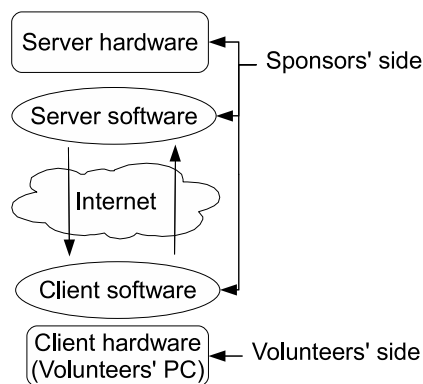 Server hardware
Sponsors' side
Server software
Internet
Client software
Client hardware
(Volunteers' PC)
Volunteers' side